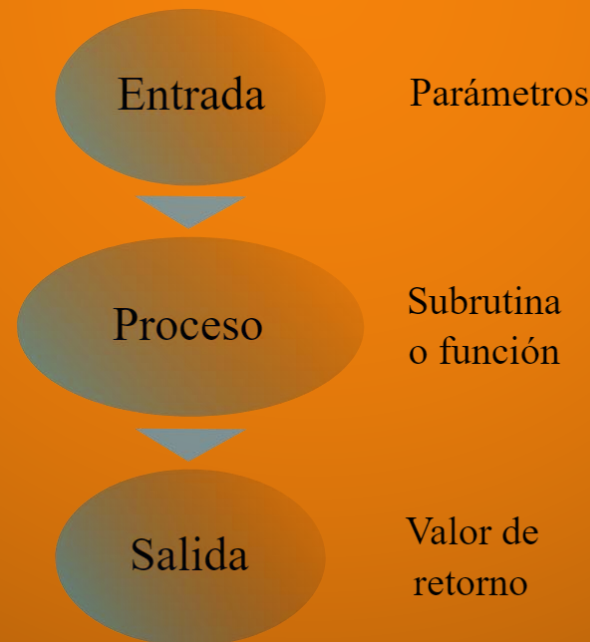 Entrada
Parámetros
Proceso
Subrutina
o función
Salida
Valor de
retorno